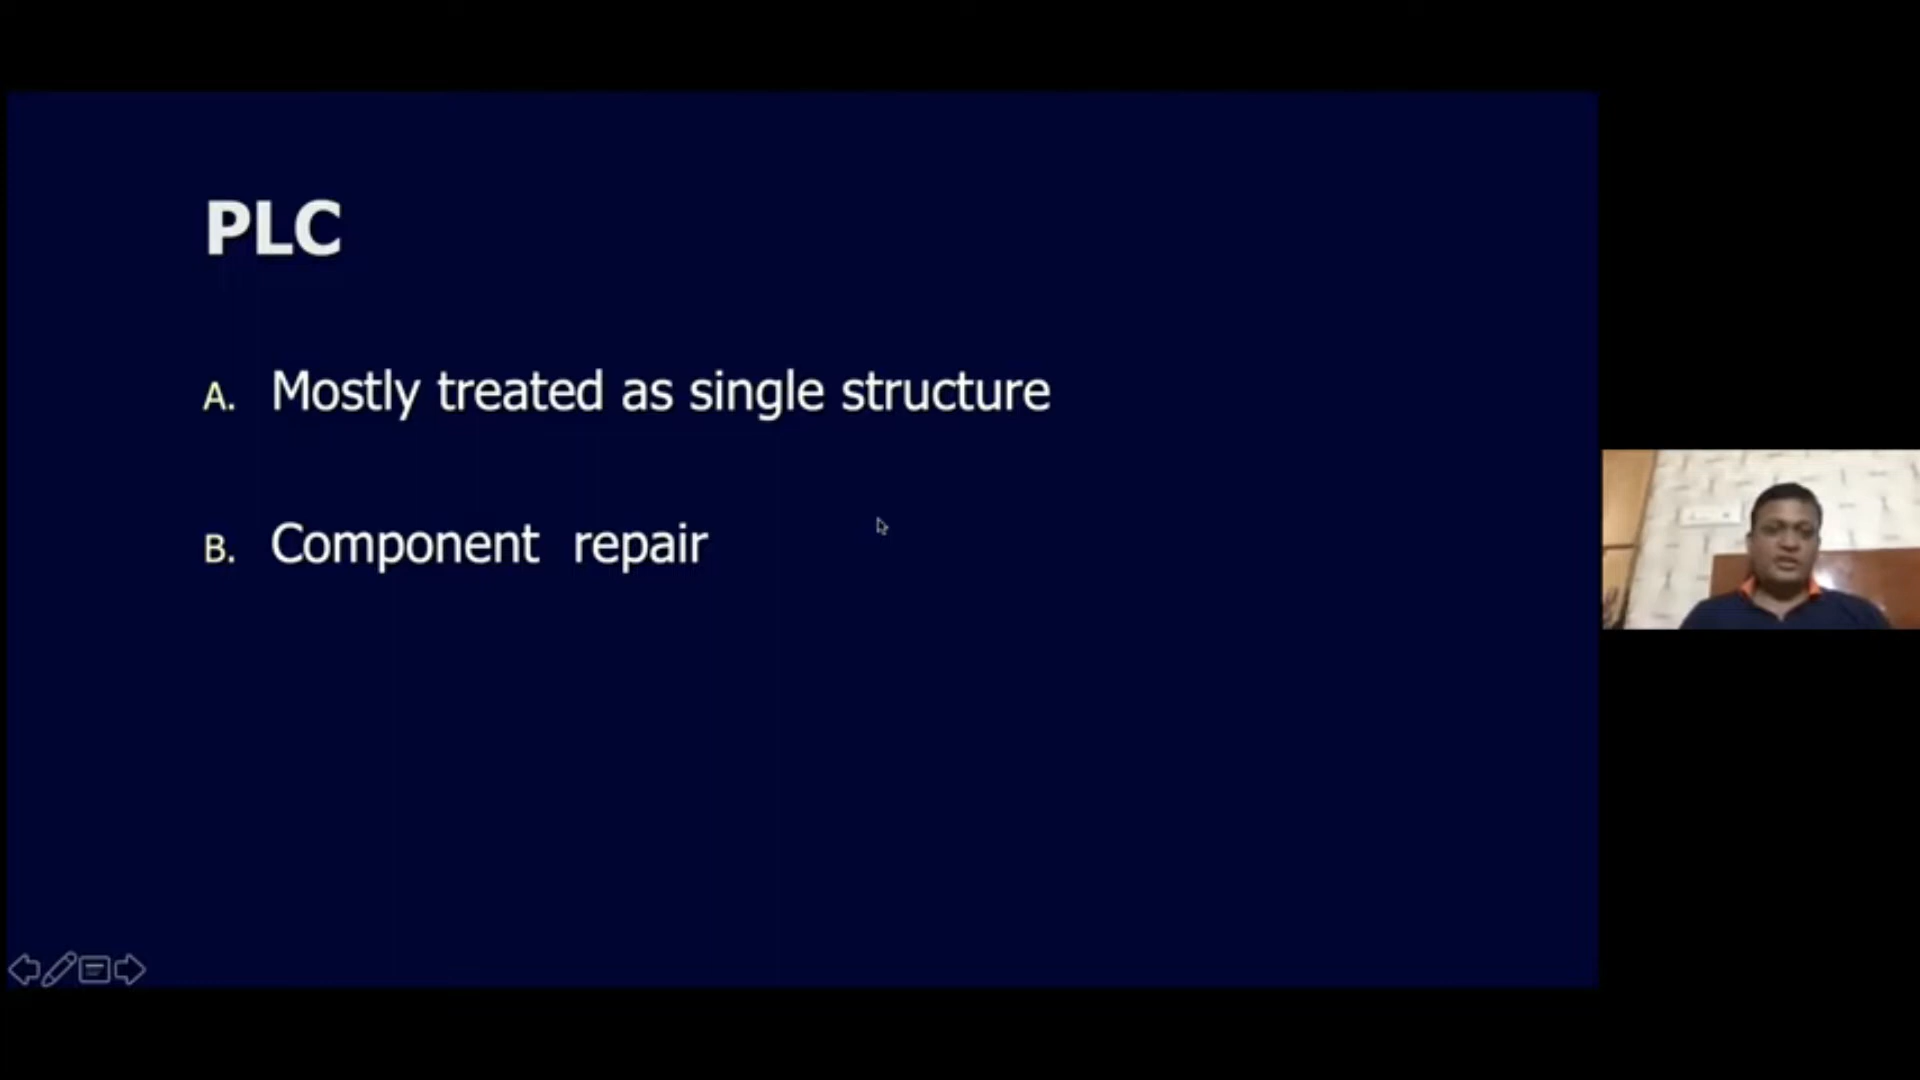 PLC
A. Mostly treated as single structure
B. Component repair